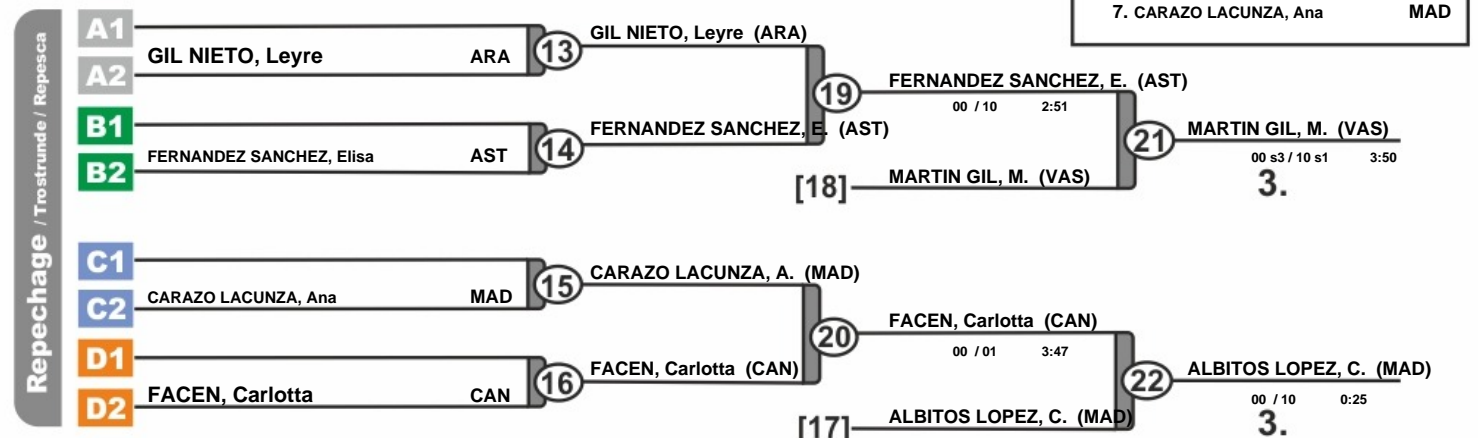 7. CARAZO LACUNZA, Ana MAD
Repechage / Trostrunde / Repesca
A1
GIL NIETO, Leyre ARA
A2
13
GIL NIETO, Leyre (ARA)
B1
FERNANDEZ SANCHEZ, Elisa AST
B2
14
FERNANDEZ SANCHEZ, E. (AST)
19
FERNANDEZ SANCHEZ, E. (AST)
00 / 10 2:51
[18]
MARTIN GIL, M. (VAS)
21
MARTIN GIL, M. (VAS)
00 s3 / 10 s1 3:50
3.
C1
CARAZO LACUNZA, Ana MAD
C2
15
CARAZO LACUNZA, A. (MAD)
D1
FACEN, Carlotta CAN
D2
16
FACEN, Carlotta (CAN)
20
FACEN, Carlotta (CAN)
00 / 01 3:47
[17]
ALBITOS LOPEZ, C. (MAD)
22
ALBITOS LOPEZ, C. (MAD)
00 / 10 0:25
3.